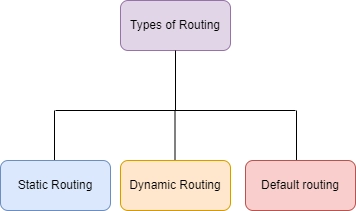 Types of Routing
Static Routing
Dynamic Routing
Default routing